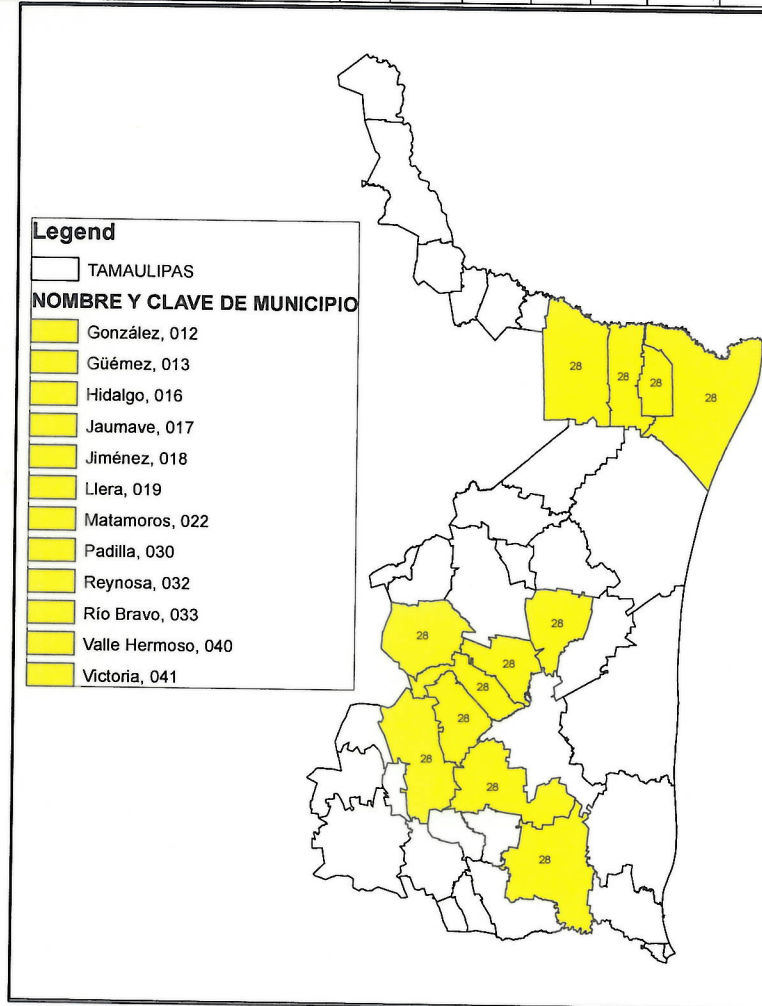 Legend
TAMAULIPAS
NOMBRE Y CLAVE DE MUNICIPIO
González, 012
Güémez, 013
Hidalgo, 016
Jaumave, 017
Jiménez, 018
Llera, 019
Matamoros, 022
Padilla, 030
Reynosa, 032
Río Bravo, 033
Valle Hermoso, 040
Victoria, 041
28
28
28
28
28
28
28
28
28
28
28
28